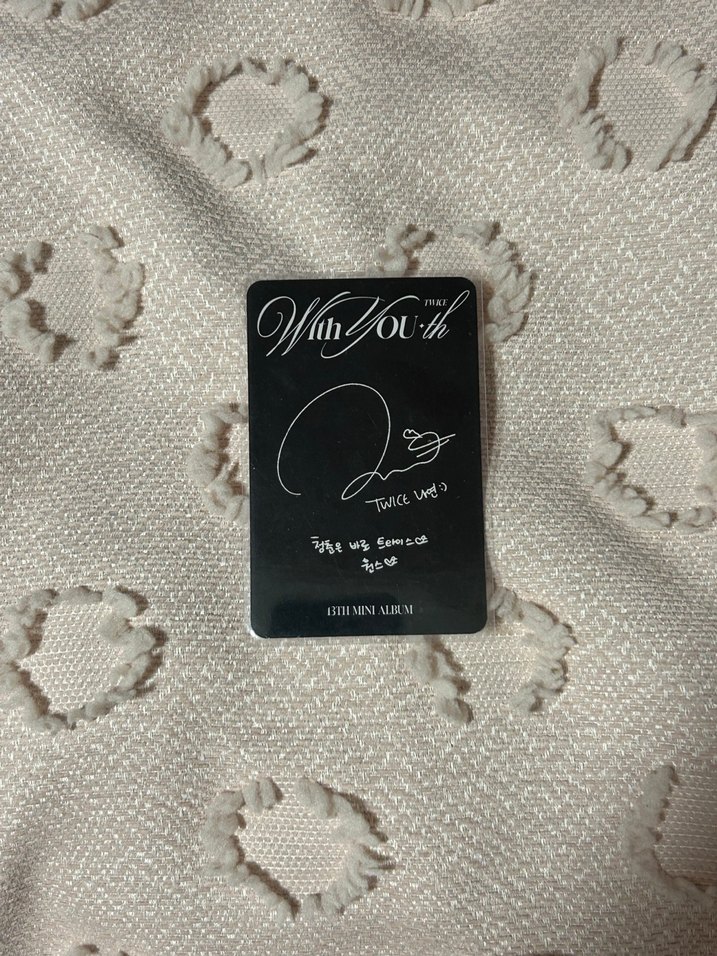 TWICE
With YOU-th
TWICE 나연:)
청춘은 바로 트와이스♡
원스♡
13TH MINI ALBUM